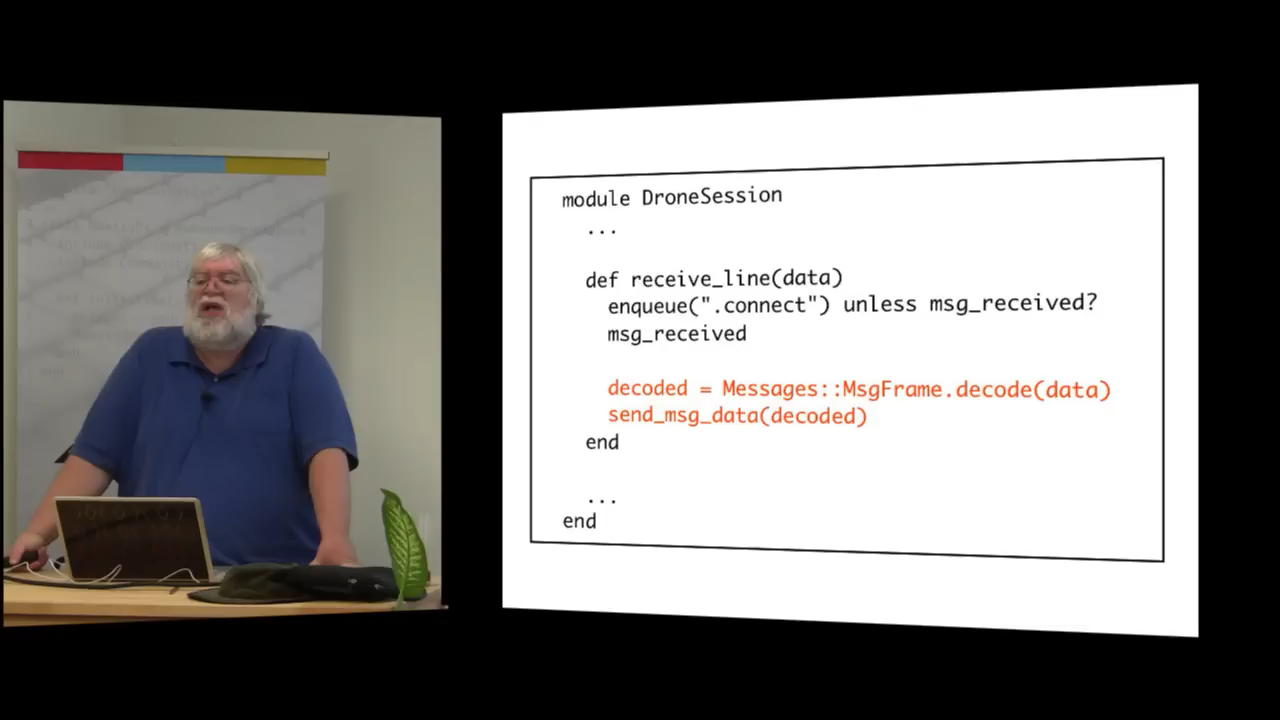 module DroneSession
...
def receive_line(data)
enqueue(".connect") unless msg_received?
msg_received
decoded = Messages::MsgFrame.decode(data)
send_msg_data(decoded)
end
...
end